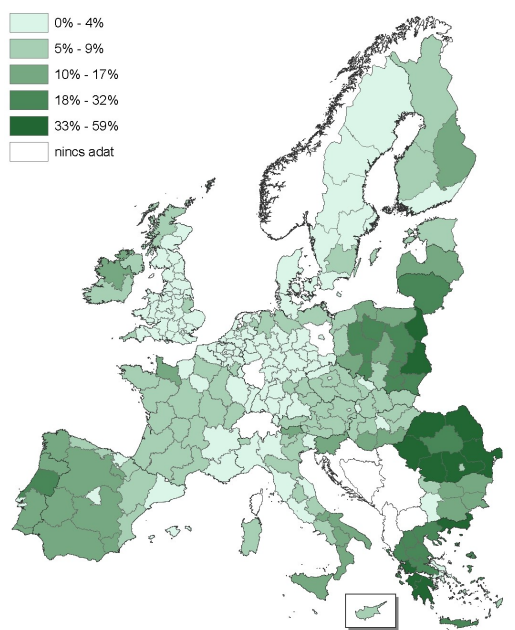 0% - 4%
5% - 9%
10% - 17%
18% - 32%
33% - 59%
nincs adat